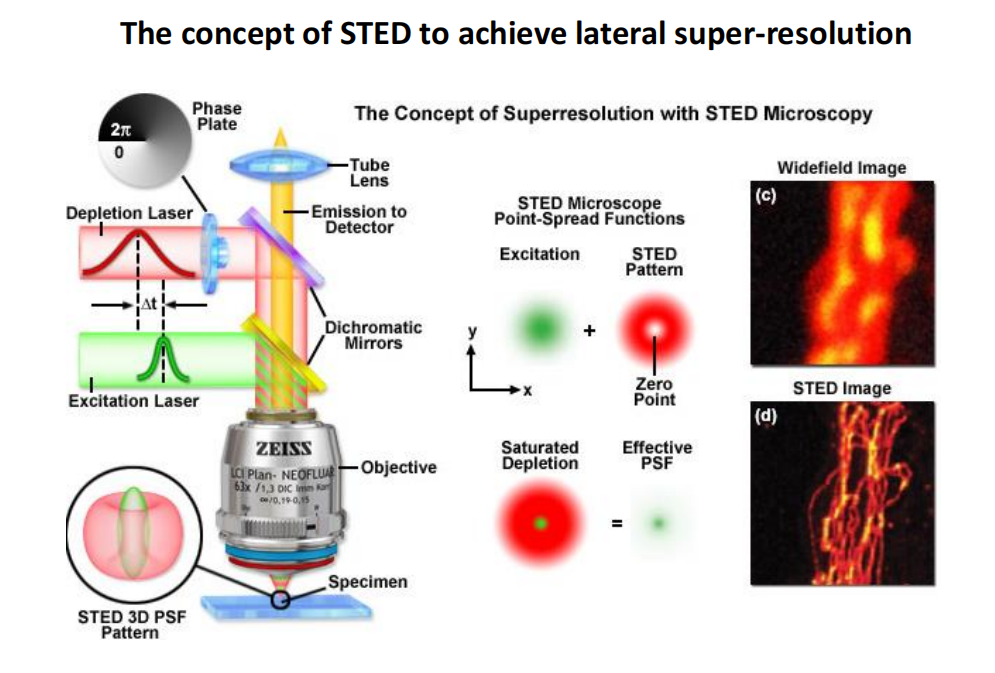 The concept of STED to achieve lateral super-resolution
The Concept of Superresolution with STED Microscopy
Phase
Plate
2π
0
Tube
Lens
Depletion Laser
Emission to
Detector
Δt
Dichromatic
Mirrors
Excitation Laser
ZEISS
LCI Plan- NEOFLUAR
63x /1,3 DIC Imm Korr
∞/0,19-0,15
Objective
Specimen
STED 3D PSF
Pattern
STED Microscope
Point-Spread Functions
Excitation
STED
Pattern
+
y
x
Zero
Point
Saturated
Depletion
Effective
PSF
=
Widefield Image
(c)
STED Image
(d)